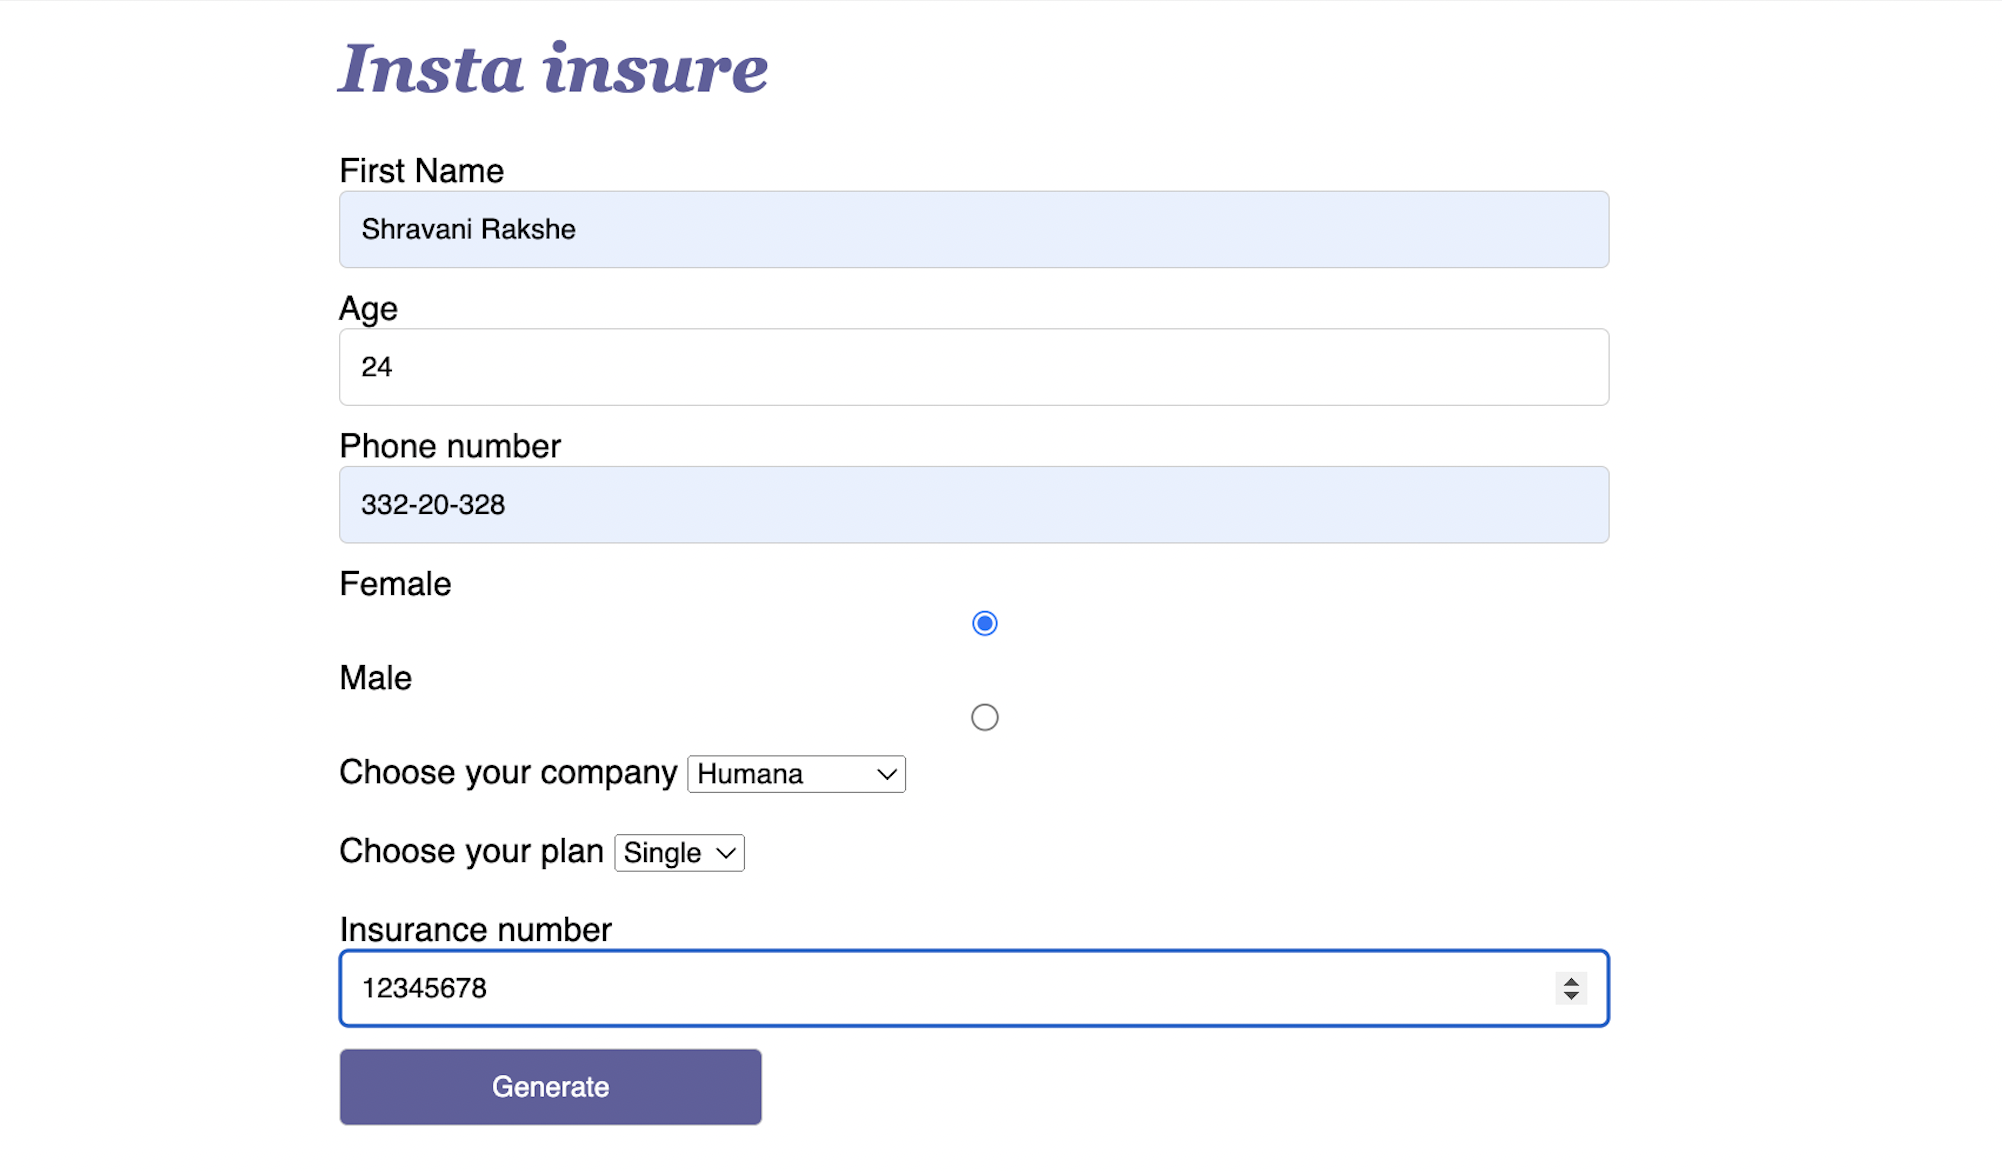 Insta insure
First Name
Shravani Rakshe
Age
24
Phone number
332-20-328
Female
Male
Choose your company Humana
Choose your plan Single
Insurance number
12345678
Generate